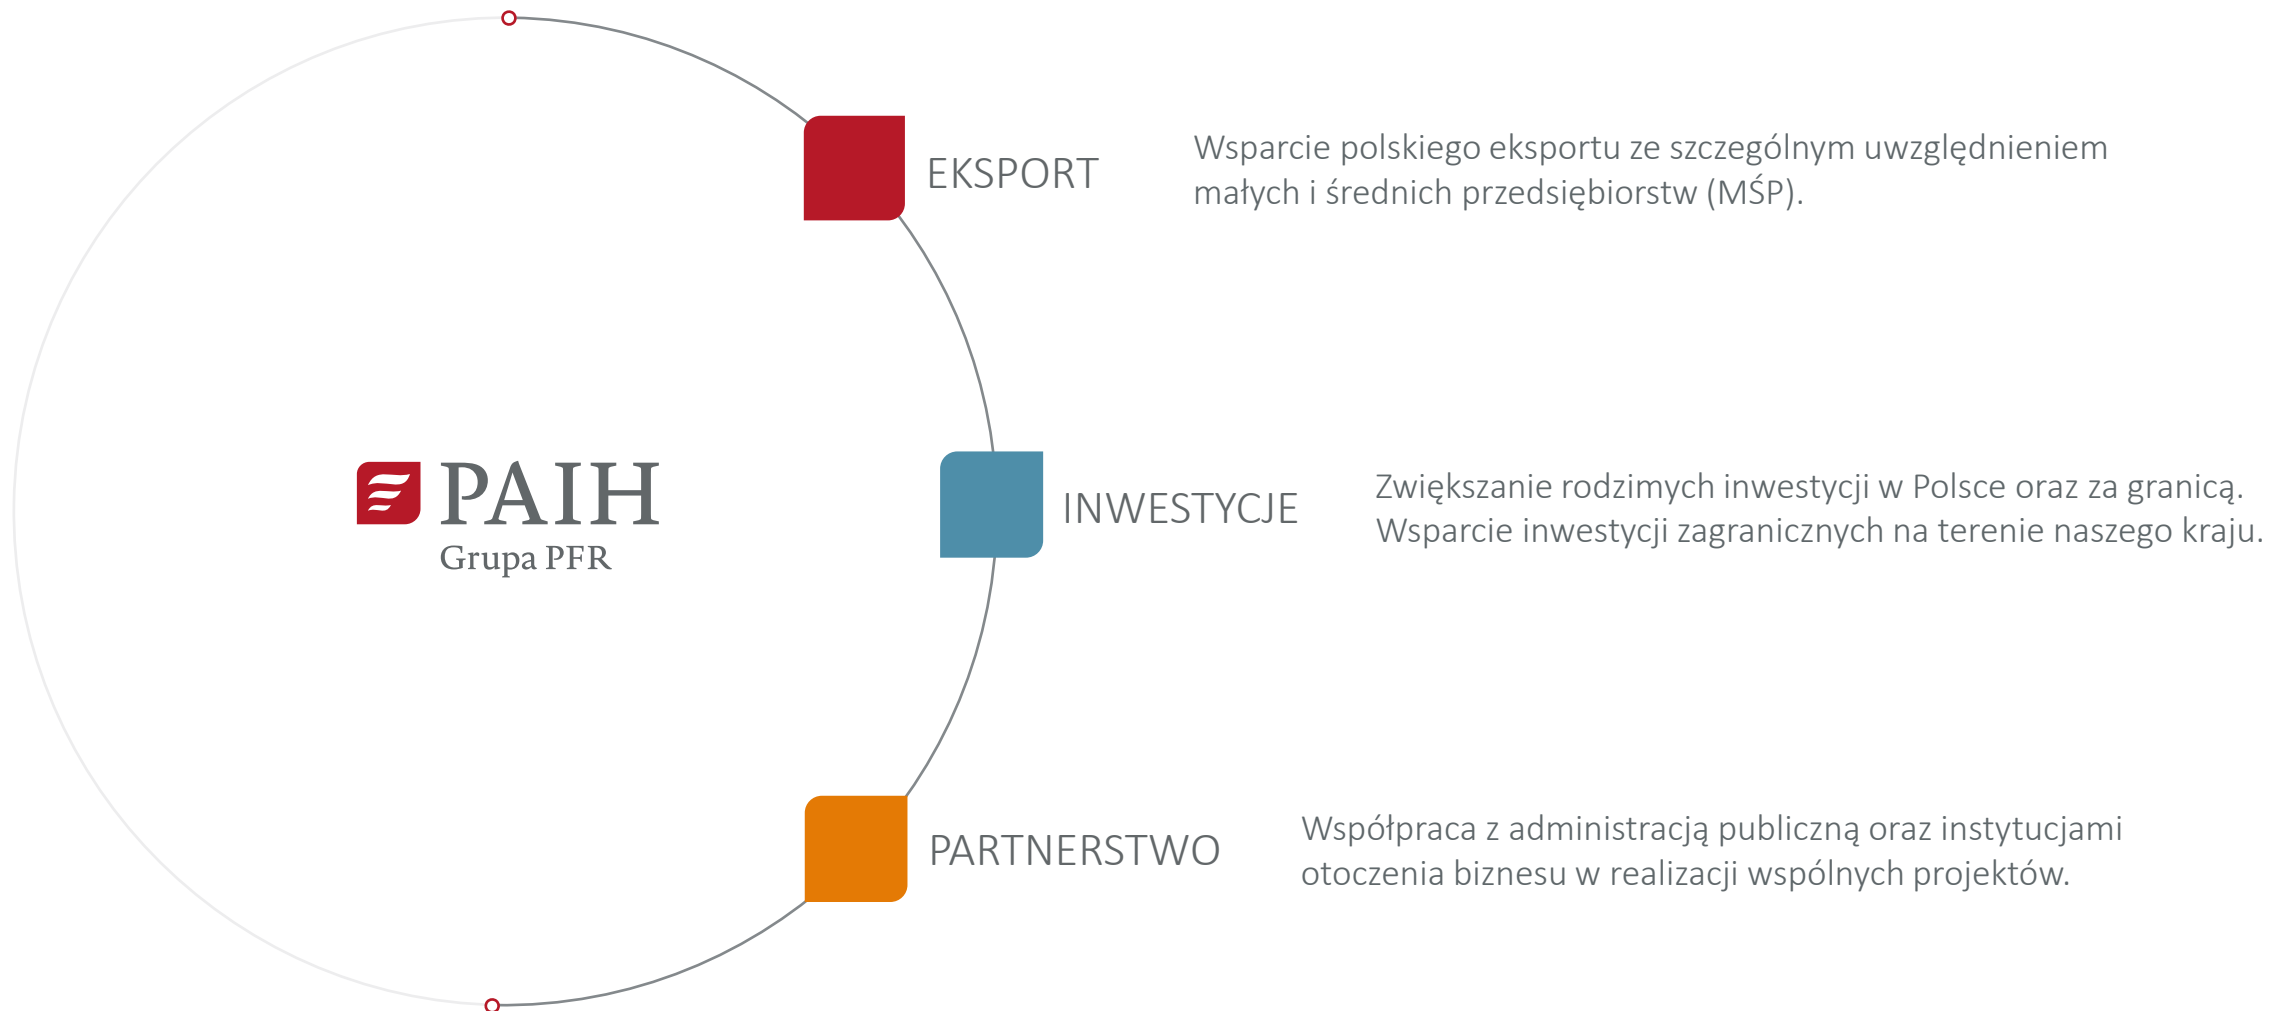 EKSPORT
Wsparcie polskiego eksportu ze szczególnym uwzględnieniem
małych i średnich przedsiębiorstw (MŚP).
PAIH
Grupa PFR
INWESTYCJE
Zwiększanie rodzimych inwestycji w Polsce oraz za granicą.
Wsparcie inwestycji zagranicznych na terenie naszego kraju.
PARTNERSTWO
Współpraca z administracją publiczną oraz instytucjami
otoczenia biznesu w realizacji wspólnych projektów.